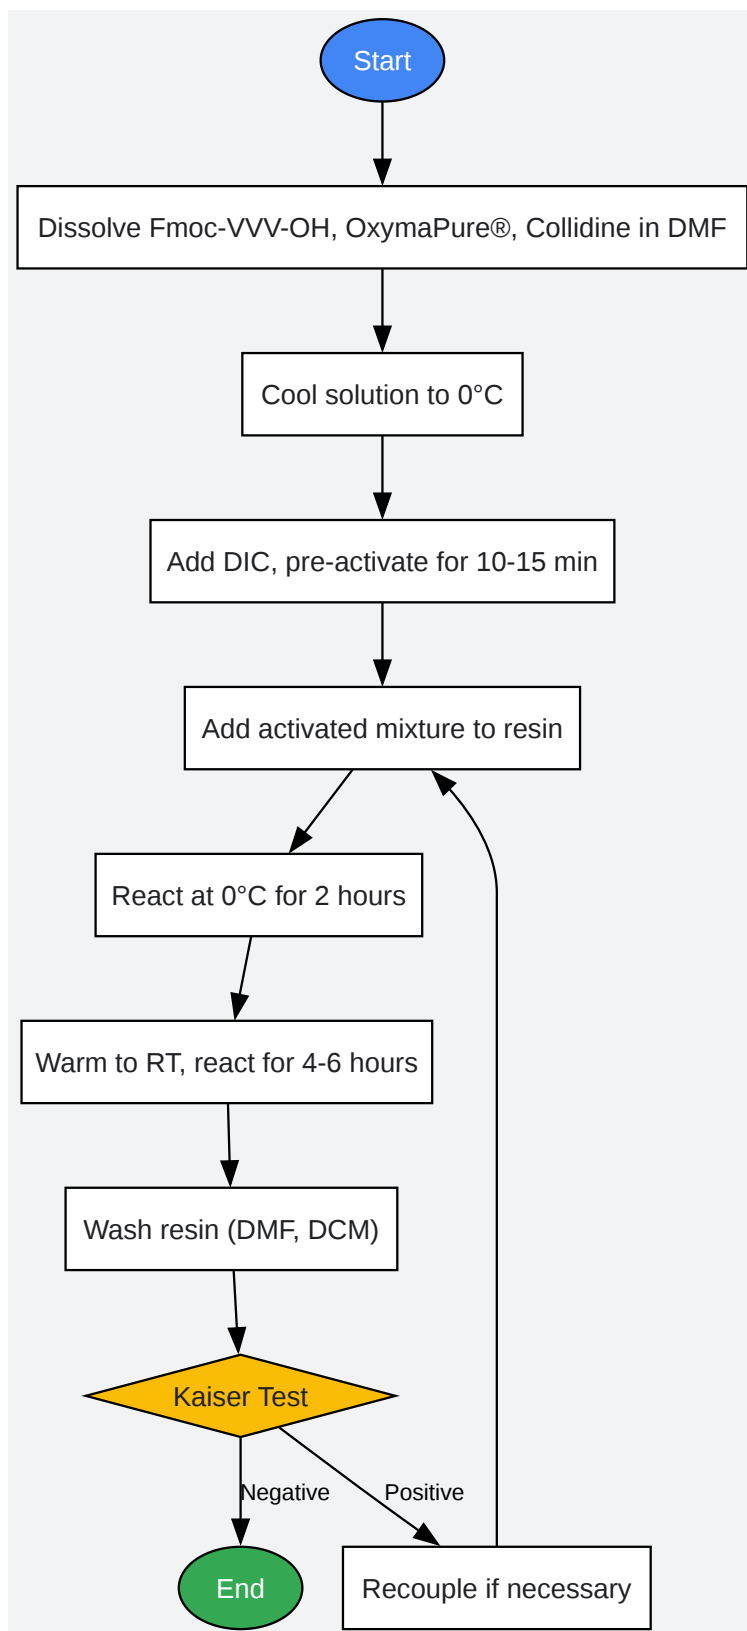 Start
Dissolve Fmoc-VVV-OH, OxymaPure®, Collidine in DMF
Cool solution to 0°C
Add DIC, pre-activate for 10-15 min
Add activated mixture to resin
React at 0°C for 2 hours
Warm to RT, react for 4-6 hours
Wash resin (DMF, DCM)
Kaiser Test
Negative
Positive
End
Recouple if necessary